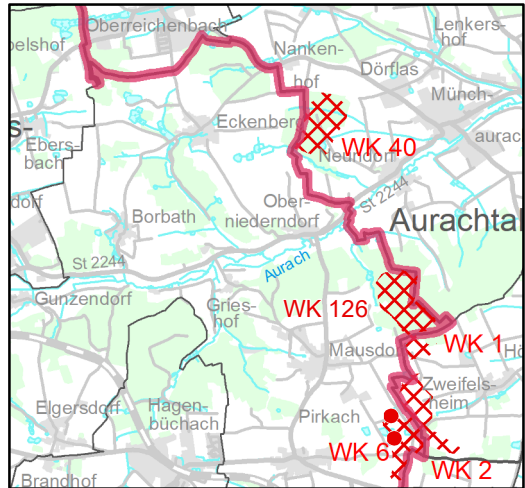 Oberreichenbach
Lenkers-
hof
Nanken-
hof
Dörflas
Münch-
aurac
Eckenberg
Ebers-
bach
Neundorf
WK 40
Ober-
niederndorf
St 2244
Borbath
Aurachtal
St 2244
Aurach
Gunzendorf
Gries-
hof
WK 126
Mausdorf
WK 1
Zweifels-
heim
Elgersdorf
Hagen-
büchach
Pirkach
WK 6
WK 2
Brandhof